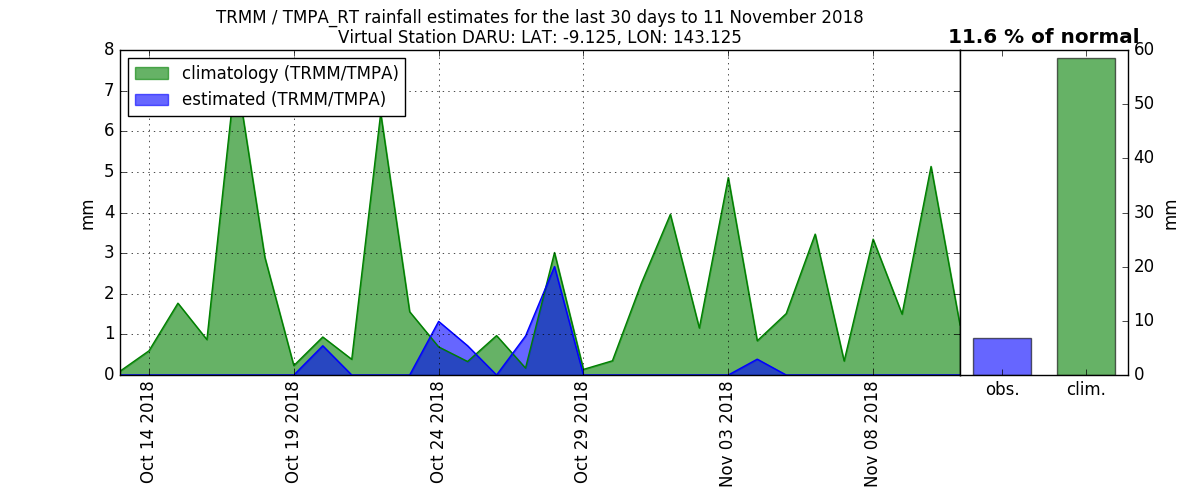 TRMM / TMPA_RT rainfall estimates for the last 30 days to 11 November 2018
Virtual Station DARU: LAT: -9.125, LON: 143.125
11.6 % of normal
climatology (TRMM/TMPA)
estimated (TRMM/TMPA)
8
7
6
5
4
3
2
1
0
mm
Oct 14 2018
Oct 19 2018
Oct 24 2018
Oct 29 2018
Nov 03 2018
Nov 08 2018
60
50
40
30
20
10
0
mm
obs.
clim.